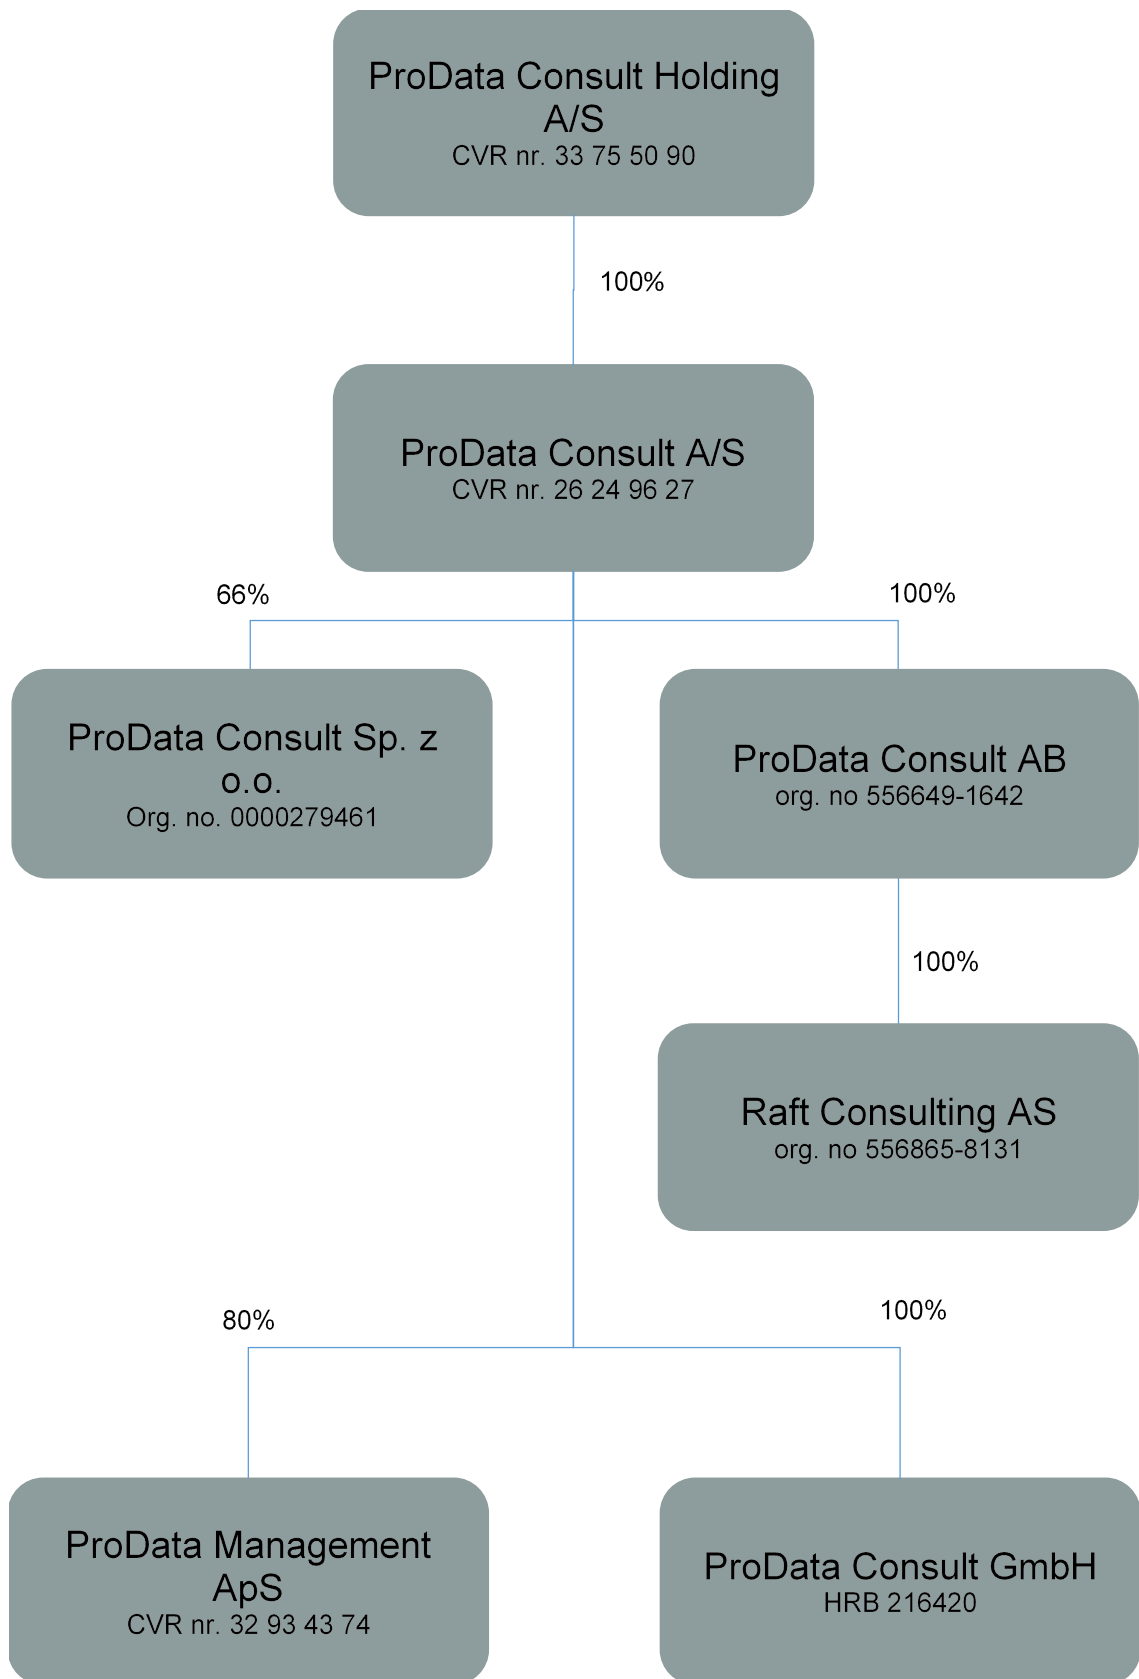 ProData Consult Holding
A/S
CVR nr. 33 75 50 90
100%
ProData Consult A/S
CVR nr. 26 24 96 27
66%
100%
ProData Consult Sp. z
o.o.
Org. no. 0000279461
ProData Consult AB
org. no 556649-1642
100%
Raft Consulting AS
org. no 556865-8131
80%
100%
ProData Management
ApS
CVR nr. 32 93 43 74
ProData Consult GmbH
HRB 216420